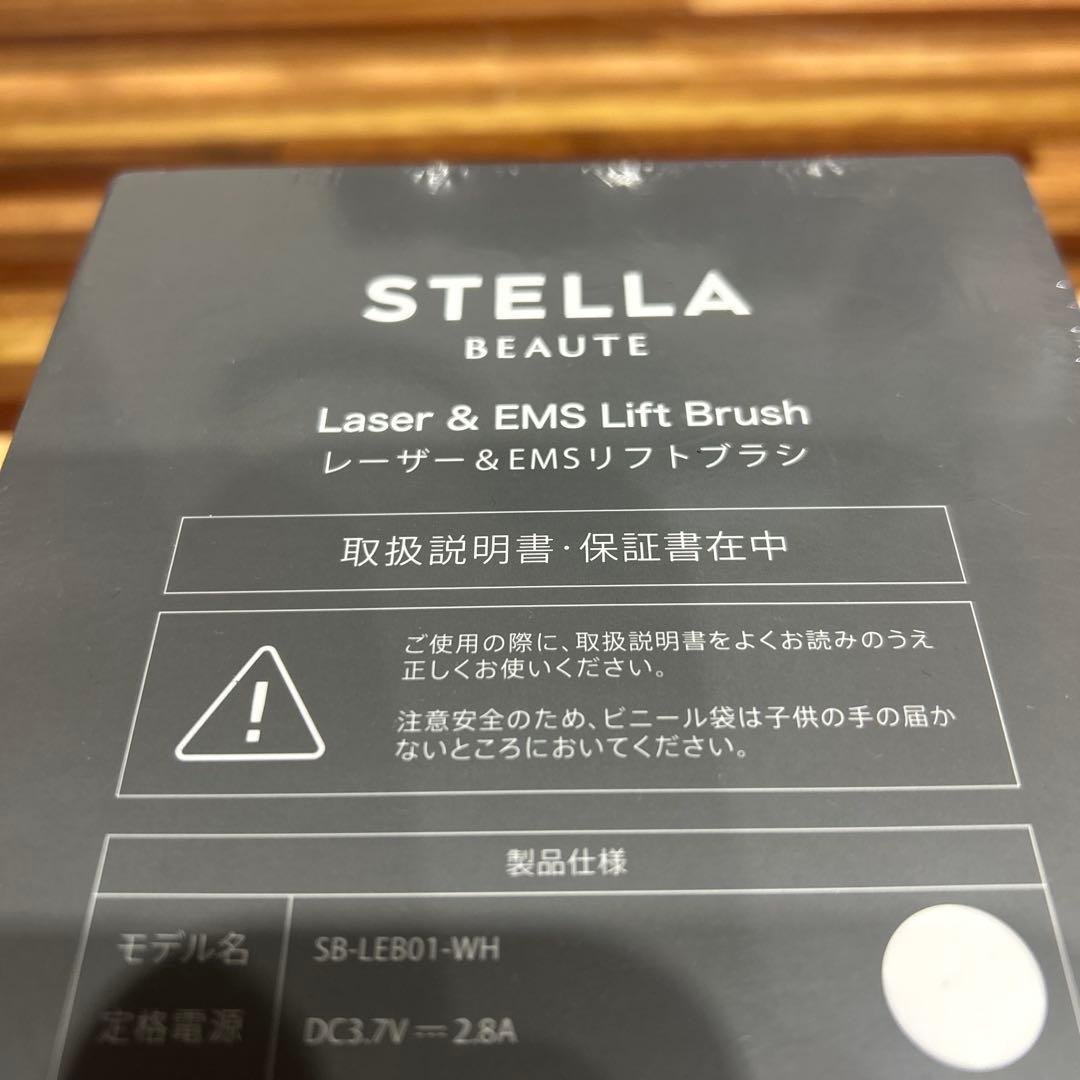 STELLA
BEAUTE
Laser & EMS Lift Brush
レーザー＆EMSリフトブラシ
取扱説明書・保証書在中
ご使用の際に、取扱説明書をよくお読みのうえ
正しくお使いください。
注意安全のため、ビニール袋は子供の手の届か
ないところにおいてください。
製品仕様
モデル名 SB-LEB01-WH
定格電源 DC3.7V⎓2.8A